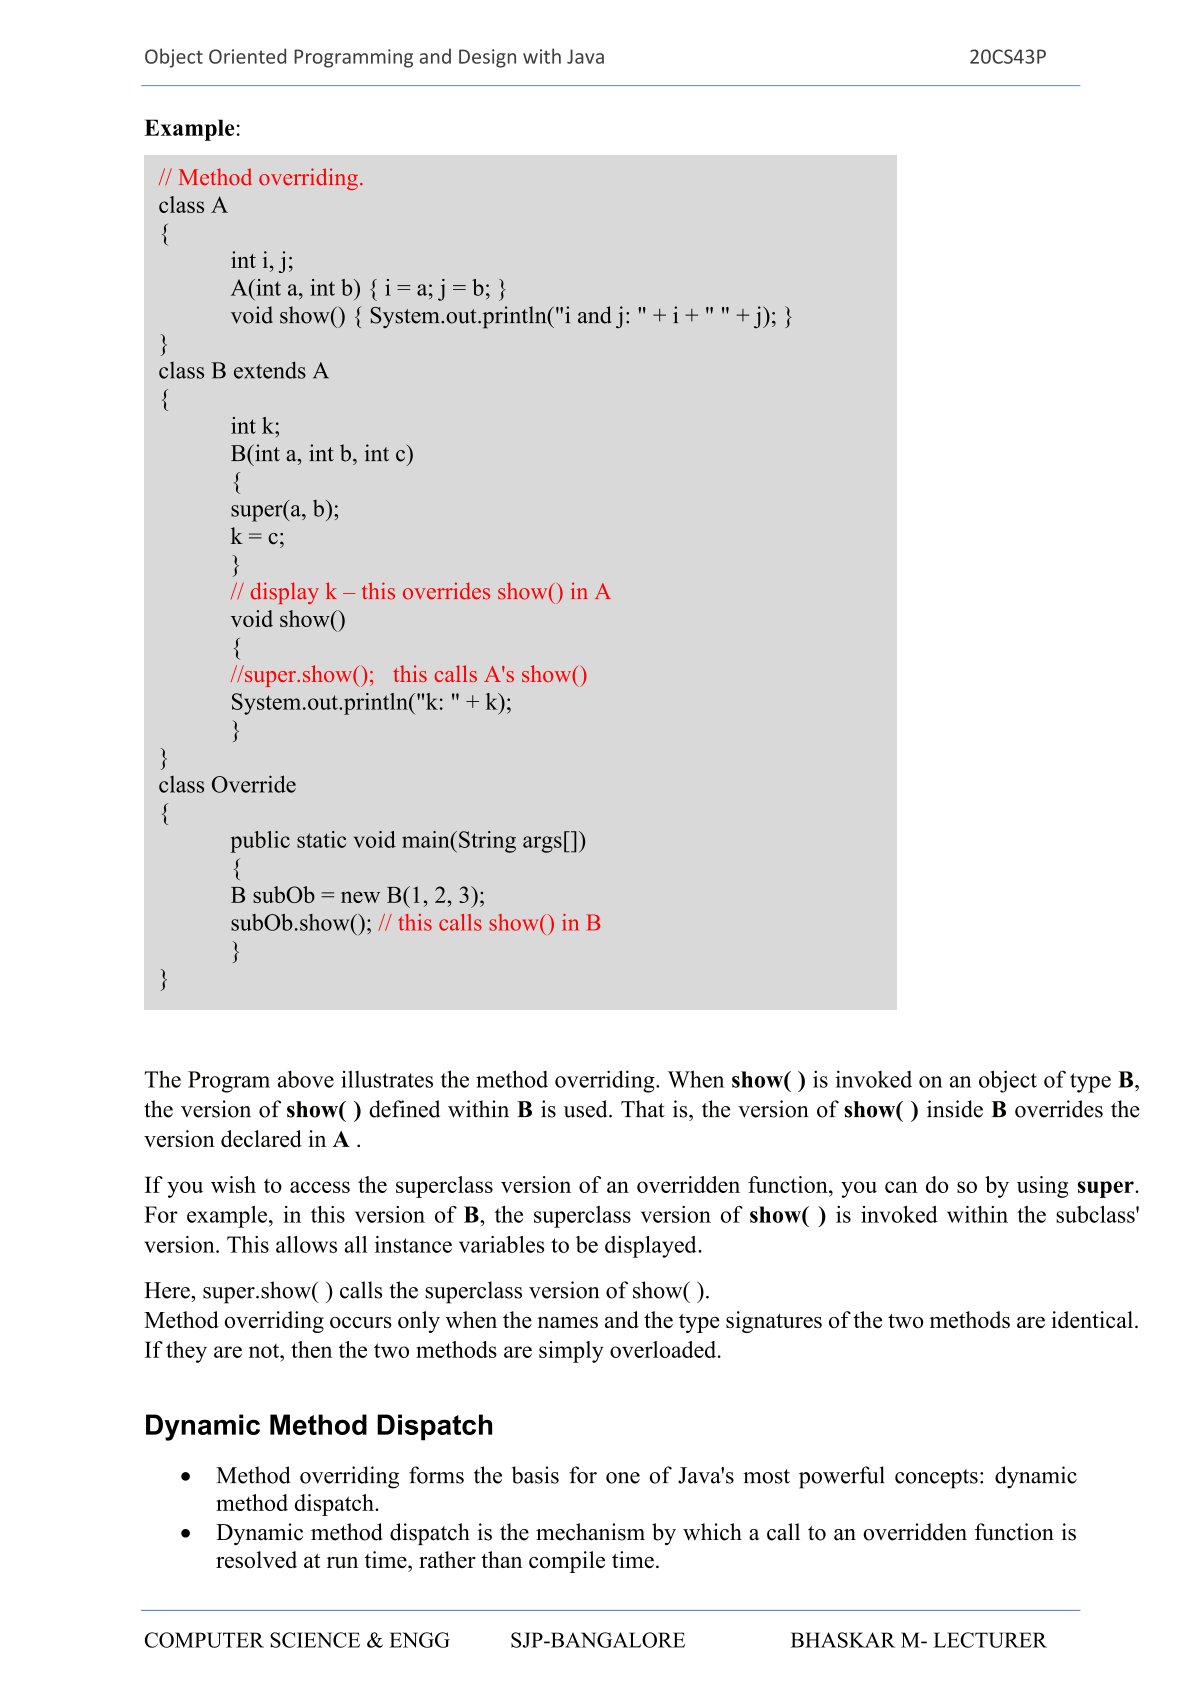 Object Oriented Programming and Design with Java 20CS43P
Example:
// Method overriding.
class A
{
int i, j;
A(int a, int b) { i = a; j = b; }
void show() { System.out.println("i and j: " + i + " " + j); }
}
class B extends A
{
int k;
B(int a, int b, int c)
{
super(a, b);
k = c;
}
// display k – this overrides show() in A
void show()
{
//super.show(); this calls A's show()
System.out.println("k: " + k);
}
}
class Override
{
public static void main(String args[])
{
B subOb = new B(1, 2, 3);
subOb.show(); // this calls show() in B
}
}
The Program above illustrates the method overriding. When show( ) is invoked on an object of type B,
the version of show( ) defined within B is used. That is, the version of show( ) inside B overrides the
version declared in A .
If you wish to access the superclass version of an overridden function, you can do so by using super.
For example, in this version of B, the superclass version of show( ) is invoked within the subclass'
version. This allows all instance variables to be displayed.
Here, super.show( ) calls the superclass version of show( ).
Method overriding occurs only when the names and the type signatures of the two methods are identical.
If they are not, then the two methods are simply overloaded.
Dynamic Method Dispatch
• Method overriding forms the basis for one of Java's most powerful concepts: dynamic
method dispatch.
• Dynamic method dispatch is the mechanism by which a call to an overridden function is
resolved at run time, rather than compile time.
COMPUTER SCIENCE & ENGG SJP-BANGALORE BHASKAR M- LECTURER